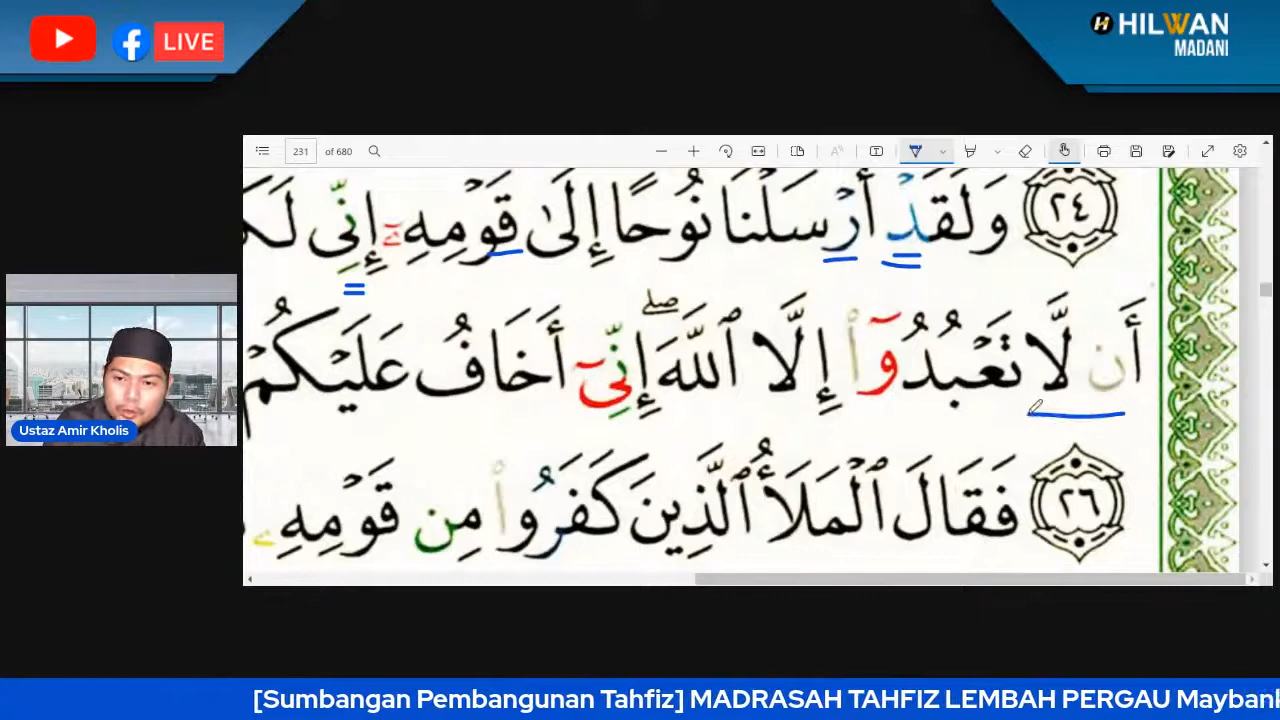 LIVE
HILWAN
MADANI
231 of 680
٢٤ وَلَقَدْ أَرْسَلْنَا نُوحًا إِلَىٰ قَوْمِهِۦٓ إِنِّى
أَن لَّا تَعْبُدُوٓا۟ إِلَّا ٱللَّهَ ۖ إِنِّىٓ أَخَافُ عَلَيْكُمْ
٢٦ فَقَالَ ٱلْمَلَأُ ٱلَّذِينَ كَفَرُوا۟ مِن قَوْمِهِۦ
Ustaz Amir Kholis
[Sumbangan Pembangunan Tahfiz] MADRASAH TAHFIZ LEMBAH PERGAU